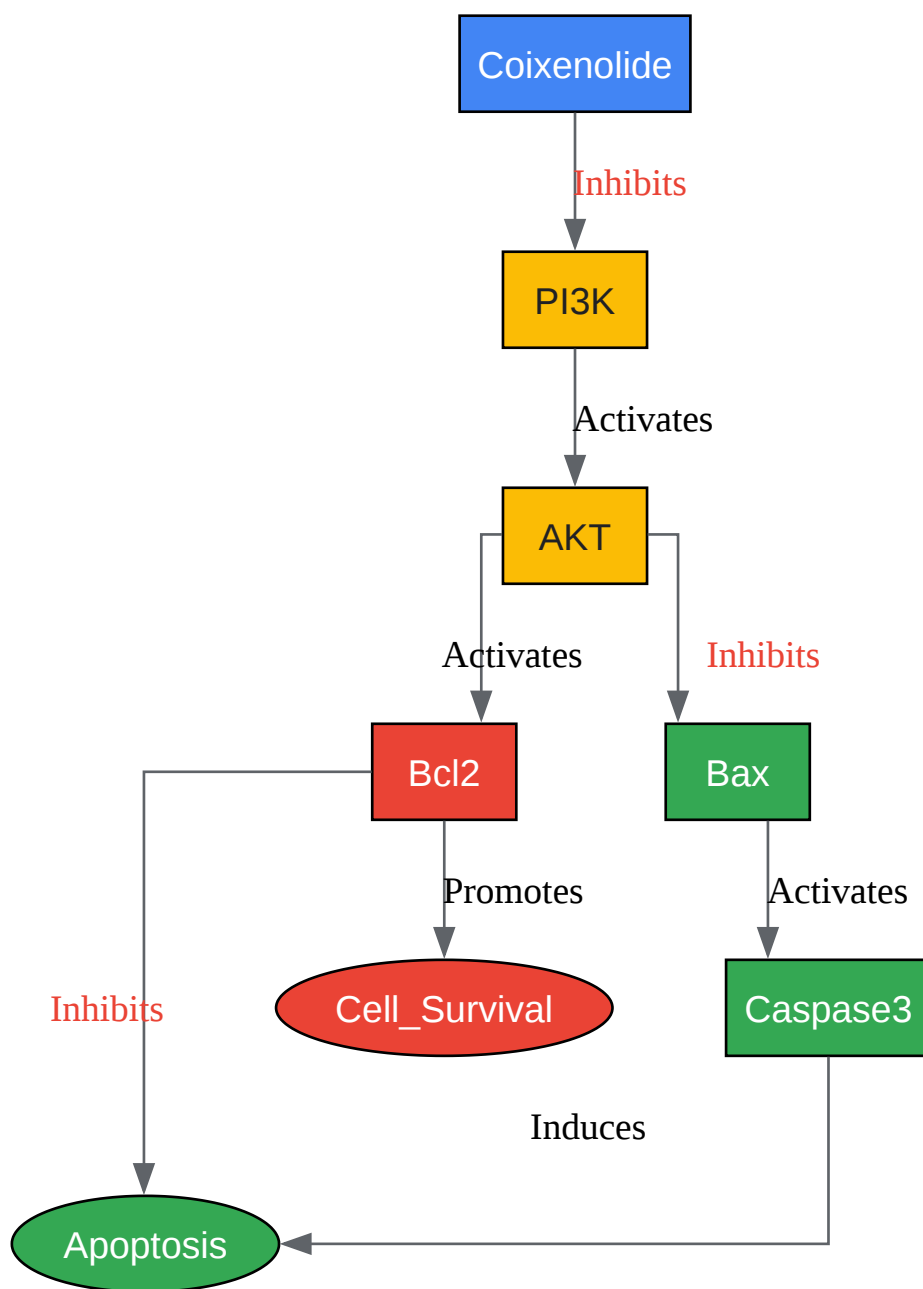 Coixenolide
Inhibits
PI3K
Activates
AKT
Activates
Inhibits
Bcl2
Bax
Promotes
Activates
Inhibits
Cell_Survival
Caspase3
Induces
Apoptosis